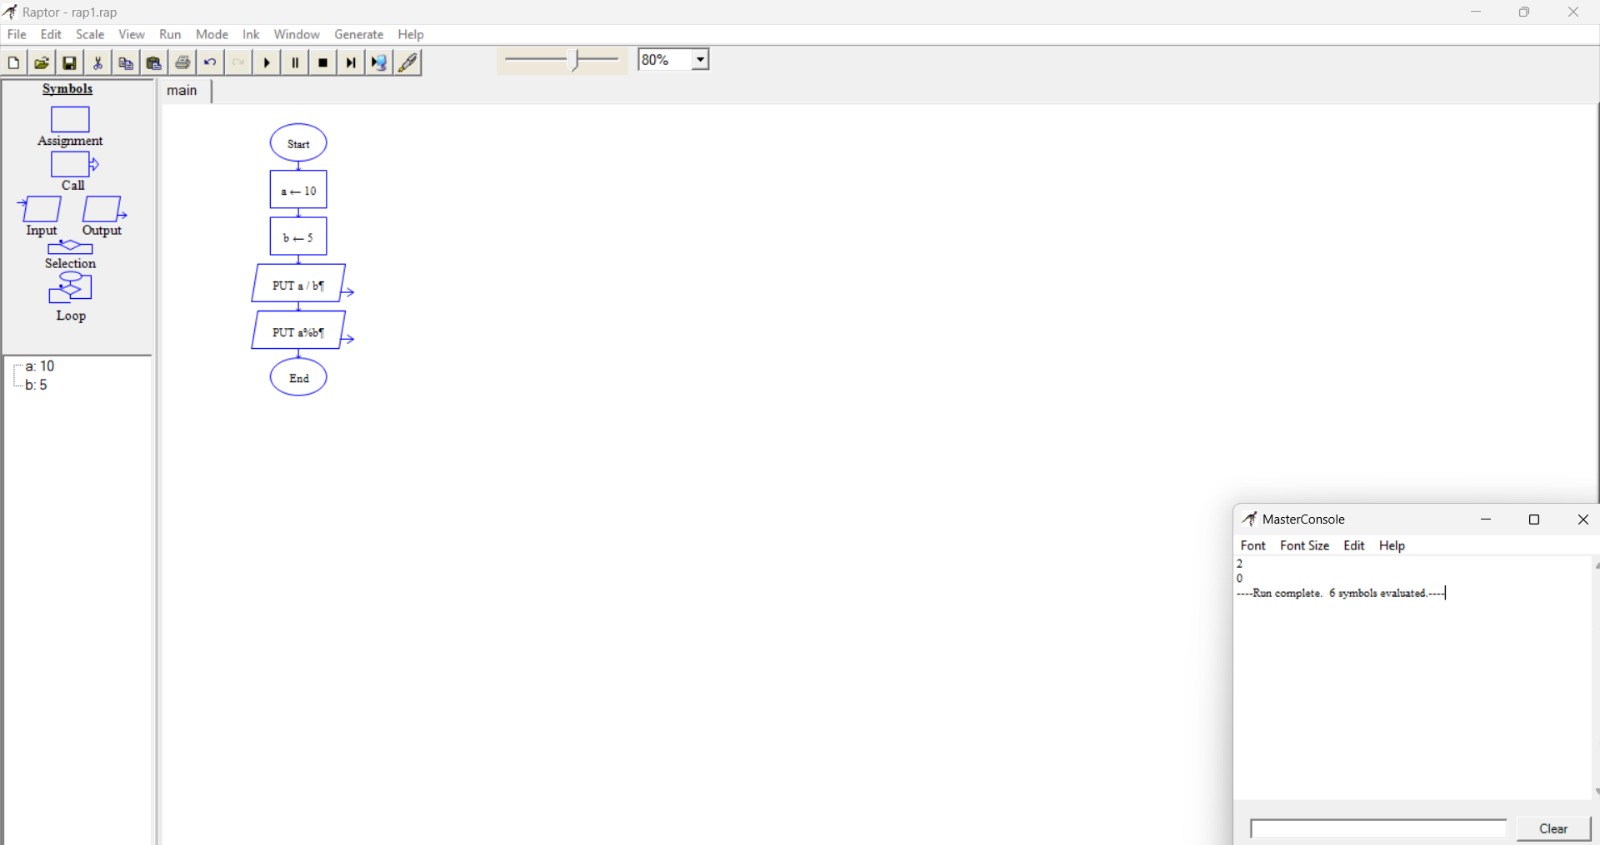 Raptor - rap1.rap
File Edit Scale View Run Mode Ink Window Generate Help
80%
Symbols
Assignment
Call
Input Output
Selection
Loop
a: 10
b: 5
main
Start
a ← 10
b ← 5
PUT a / b¶
PUT a%b¶
End
MasterConsole
Font Font Size Edit Help
2
0
----Run complete. 6 symbols evaluated.----
Clear